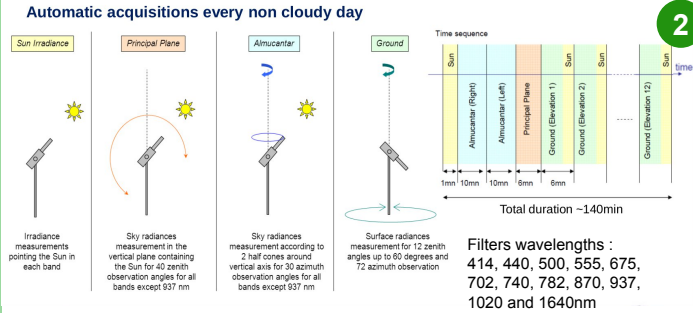 Automatic acquisitions every non cloudy day
2
Sun Irradiance
Principal Plane
Almucantar
Ground
Irradiance
measurements
pointing the Sun in
each band
Sky radiances
measurement in the
vertical plane containing
the Sun for 40 zenith
observation angles for all
bands except 937 nm
Sky radiances
measurement according to
2 half cones around
vertical axis for 30 azimuth
observation angles for all
bands except 937 nm
Surface radiances
measurement for 12 zenith
angles up to 60 degrees and
72 azimuth observation
Time sequence
Sun
Almucantar (Right)
Almucantar (Left)
Principal Plane
Ground (Elevation 1)
Sun
Ground (Elevation 2)
Sun
Ground (Elevation 12)
Sun
time
1mn
10mn
10mn
6mn
6mn
Total duration ~140min
Filters wavelengths :
414, 440, 500, 555, 675,
702, 740, 782, 870, 937,
1020 and 1640nm